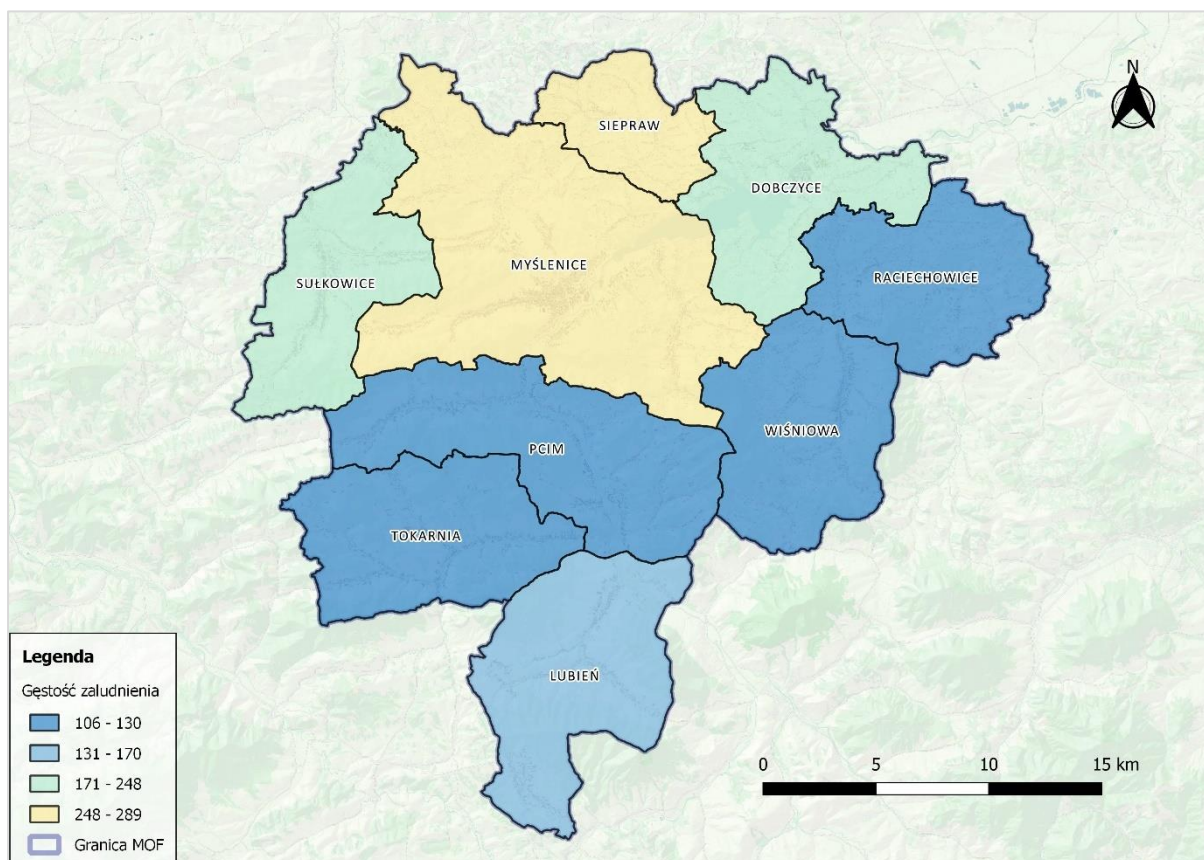 N
SIEPRAW
DOBCZYCE
MYŚLENICE
RACIECHOWICE
SUŁKOWICE
WIŚNIOWA
PCIM
TOKARNIA
LUBIEŃ
Legenda
Gęstość zaludnienia
106 - 130
131 - 170
171 - 248
248 - 289
Granica MOF
0 5 10 15 km